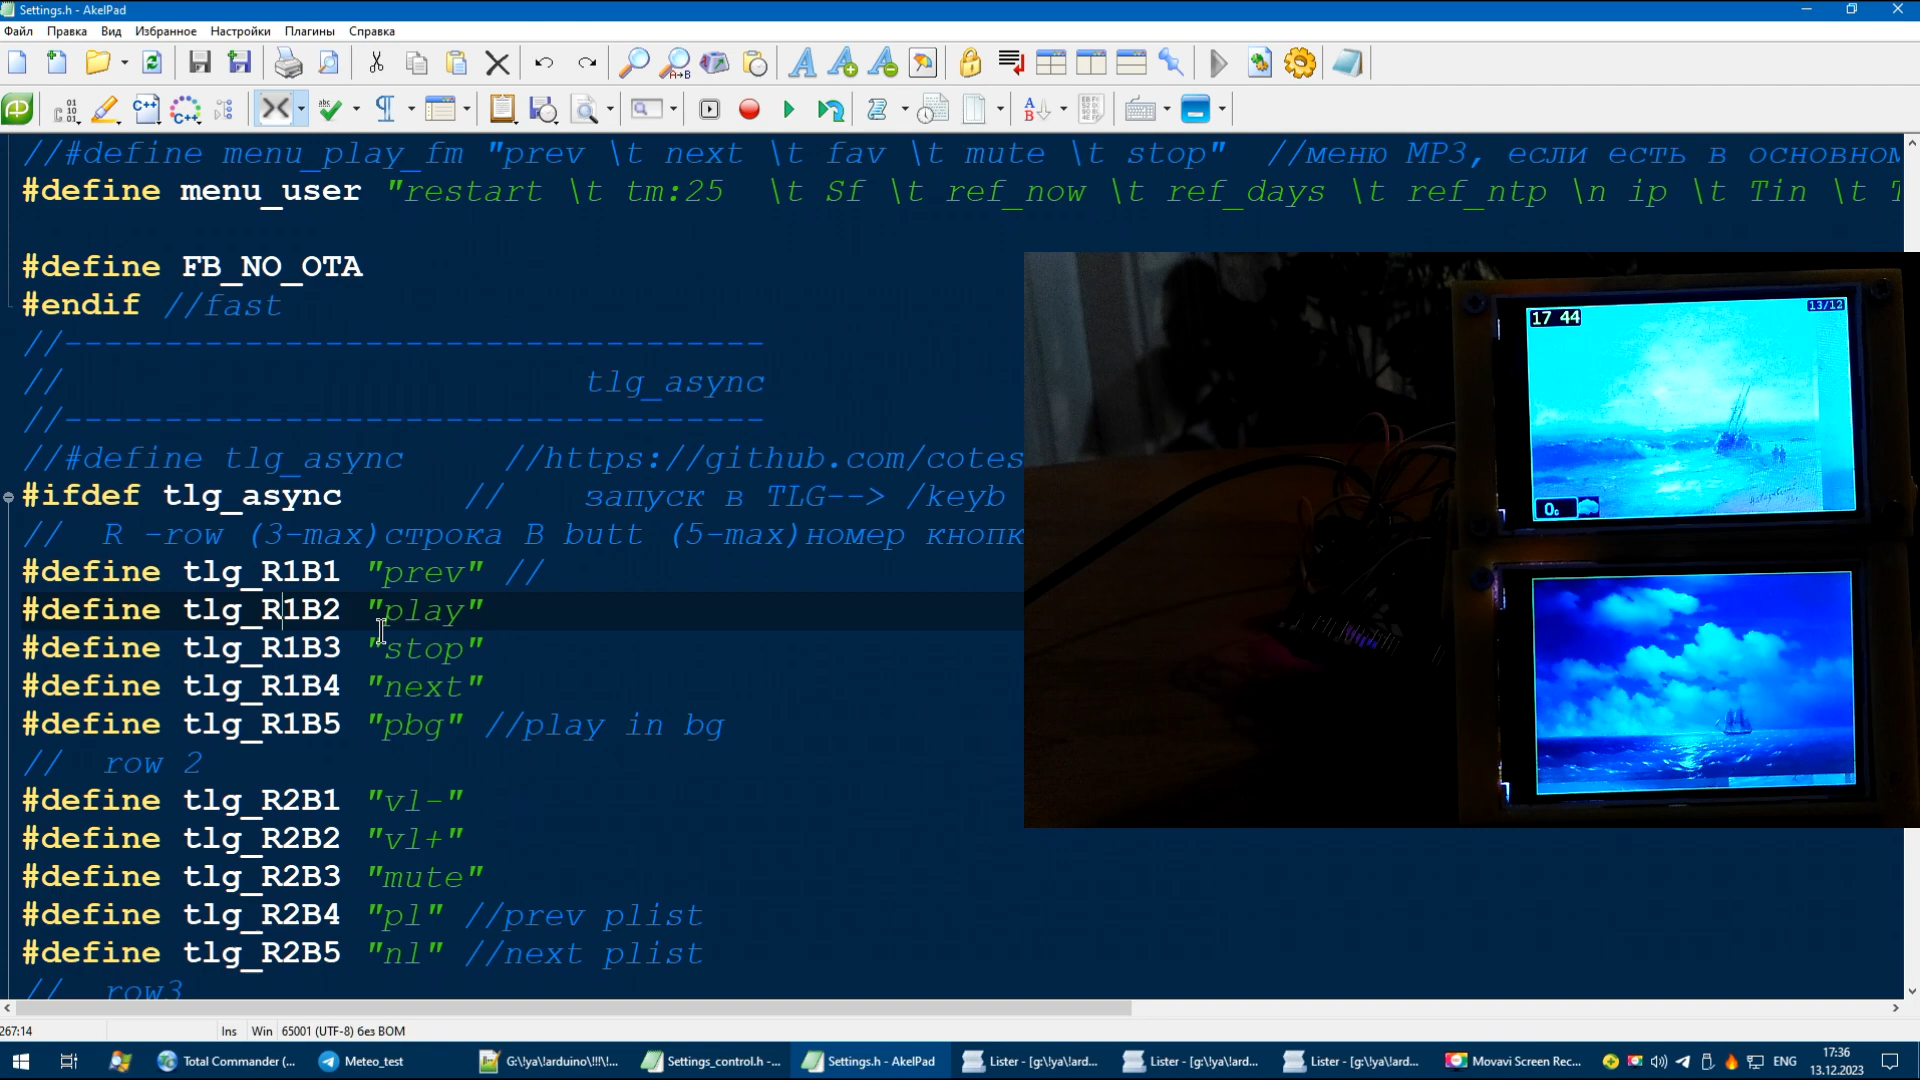 Settings.h - AkelPad
Файл Правка Вид Избранное Настройки Плагины Справка
//#define menu_play_fm "prev \t next \t fav \t mute \t stop" //меню MP3, если есть в основном
#define menu_user "restart \t tm:25 \t Sf \t ref_now \t ref_days \t ref_ntp \n ip \t Tin \t T
#define FB_NO_OTA
#endif //fast
//-----------------------------------
// tlg_async
//-----------------------------------
//#define tlg_async //https://github.com/cotes
#ifdef tlg_async // запуск в TLG--> /keyb
// R -row (3-max)строка B butt (5-max)номер кнопк
#define tlg_R1B1 "prev" //
#define tlg_R1B2 "play"
#define tlg_R1B3 "stop"
#define tlg_R1B4 "next"
#define tlg_R1B5 "pbg" //play in bg
// row 2
#define tlg_R2B1 "vl-"
#define tlg_R2B2 "vl+"
#define tlg_R2B3 "mute"
#define tlg_R2B4 "pl" //prev plist
#define tlg_R2B5 "nl" //next plist
// row3
17 44
13/12
0c
267:14 Ins Win 65001 (UTF-8) без BOM
Total Commander (... Meteo_test G:\!ya\!arduino\!!!\!... Settings_control.h -... Settings.h - AkelPad Lister - [g:\!ya\!ard... Lister - [g:\!ya\!ard... Lister - [g:\!ya\!ard... Movavi Screen Rec... ENG
17:36
13.12.2023